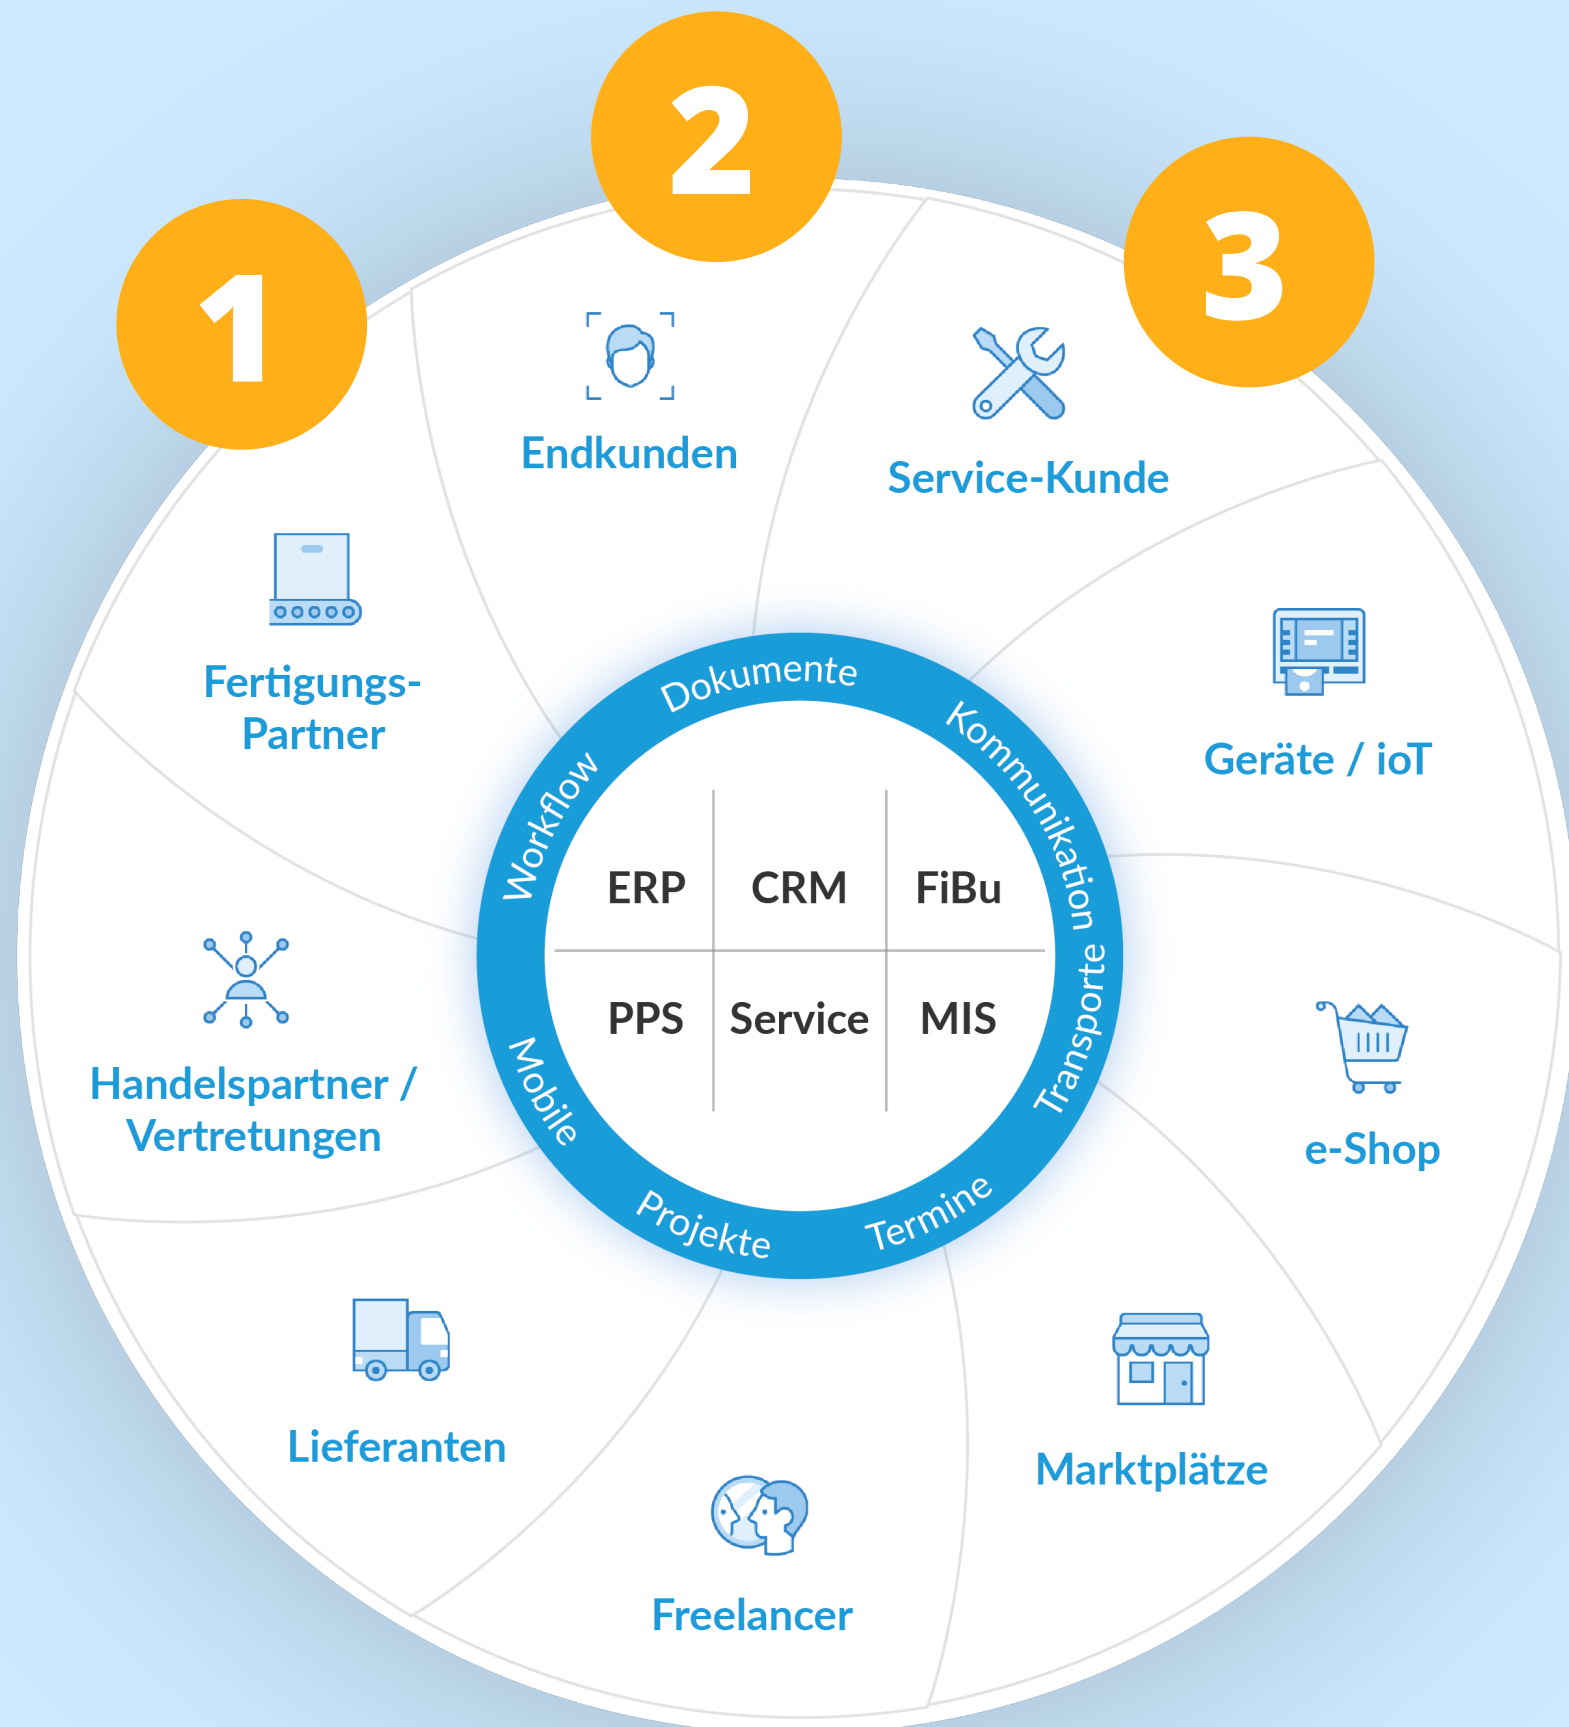 1
2
3
Endkunden
Service-Kunde
Fertigungs-
Partner
Geräte / ioT
Handelspartner /
Vertretungen
e-Shop
Lieferanten
Marktplätze
Freelancer
Dokumente
Kommunikation
Transporte
Termine
Projekte
Mobile
Workflow
ERP CRM FiBu
PPS Service MIS